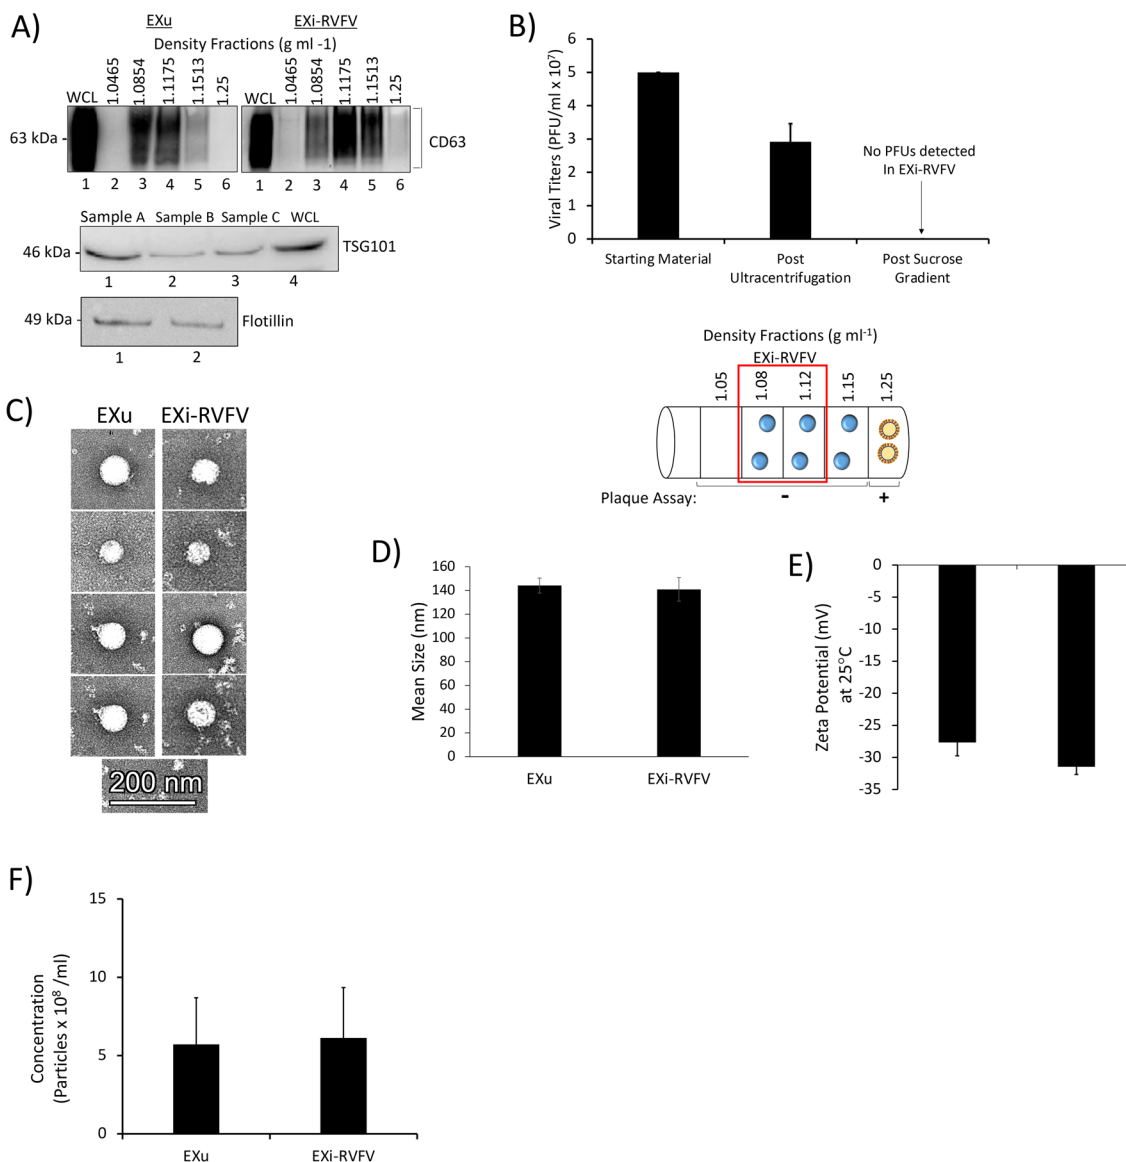 A)
EXu
EXi-RVFV
Density Fractions (g ml -1)
WCL 1.0465 1.0854 1.1175 1.1513 1.25 WCL 1.0465 1.0854 1.1175 1.1513 1.25
63 kDa
CD63
1 2 3 4 5 6 1 2 3 4 5 6
Sample A Sample B Sample C WCL
46 kDa
TSG101
1 2 3 4
49 kDa
Flotillin
1 2
B)
Viral Titers (PFU/ml x 10⁷)
6
5
4
3
2
1
0
No PFUs detected
In EXi-RVFV
Starting Material
Post
Ultracentrifugation
Post Sucrose
Gradient
Density Fractions (g ml⁻¹)
EXi-RVFV
1.05 1.08 1.12 1.15 1.25
Plaque Assay: - +
C)
EXu EXi-RVFV
200 nm
D)
Mean Size (nm)
160
140
120
100
80
60
40
20
0
EXu EXi-RVFV
E)
Zeta Potential (mV)
at 25°C
0
-5
-10
-15
-20
-25
-30
-35
F)
Concentration
(Particles x 10⁸ /ml)
15
10
5
0
EXu EXi-RVFV